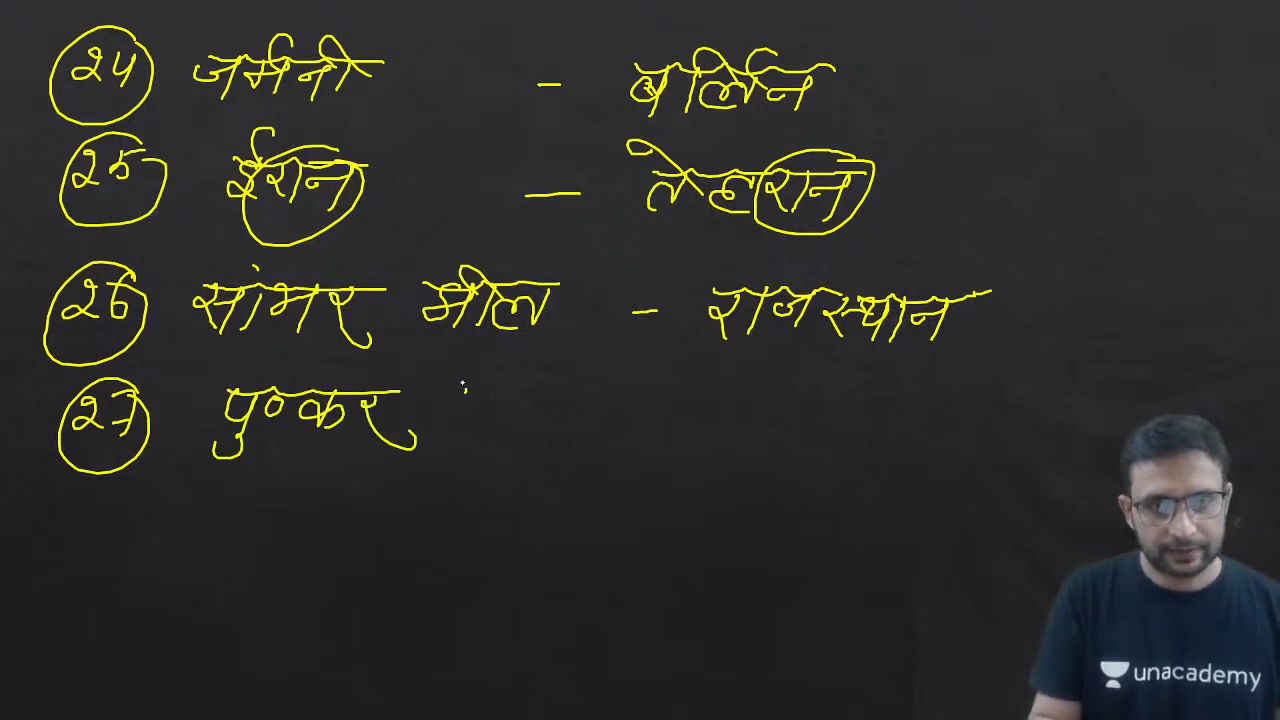 24 जर्मनी - बर्लिन
25 ईरान - तेहरान
26 सांभर झील - राजस्थान
27 पुष्कर
unacademy